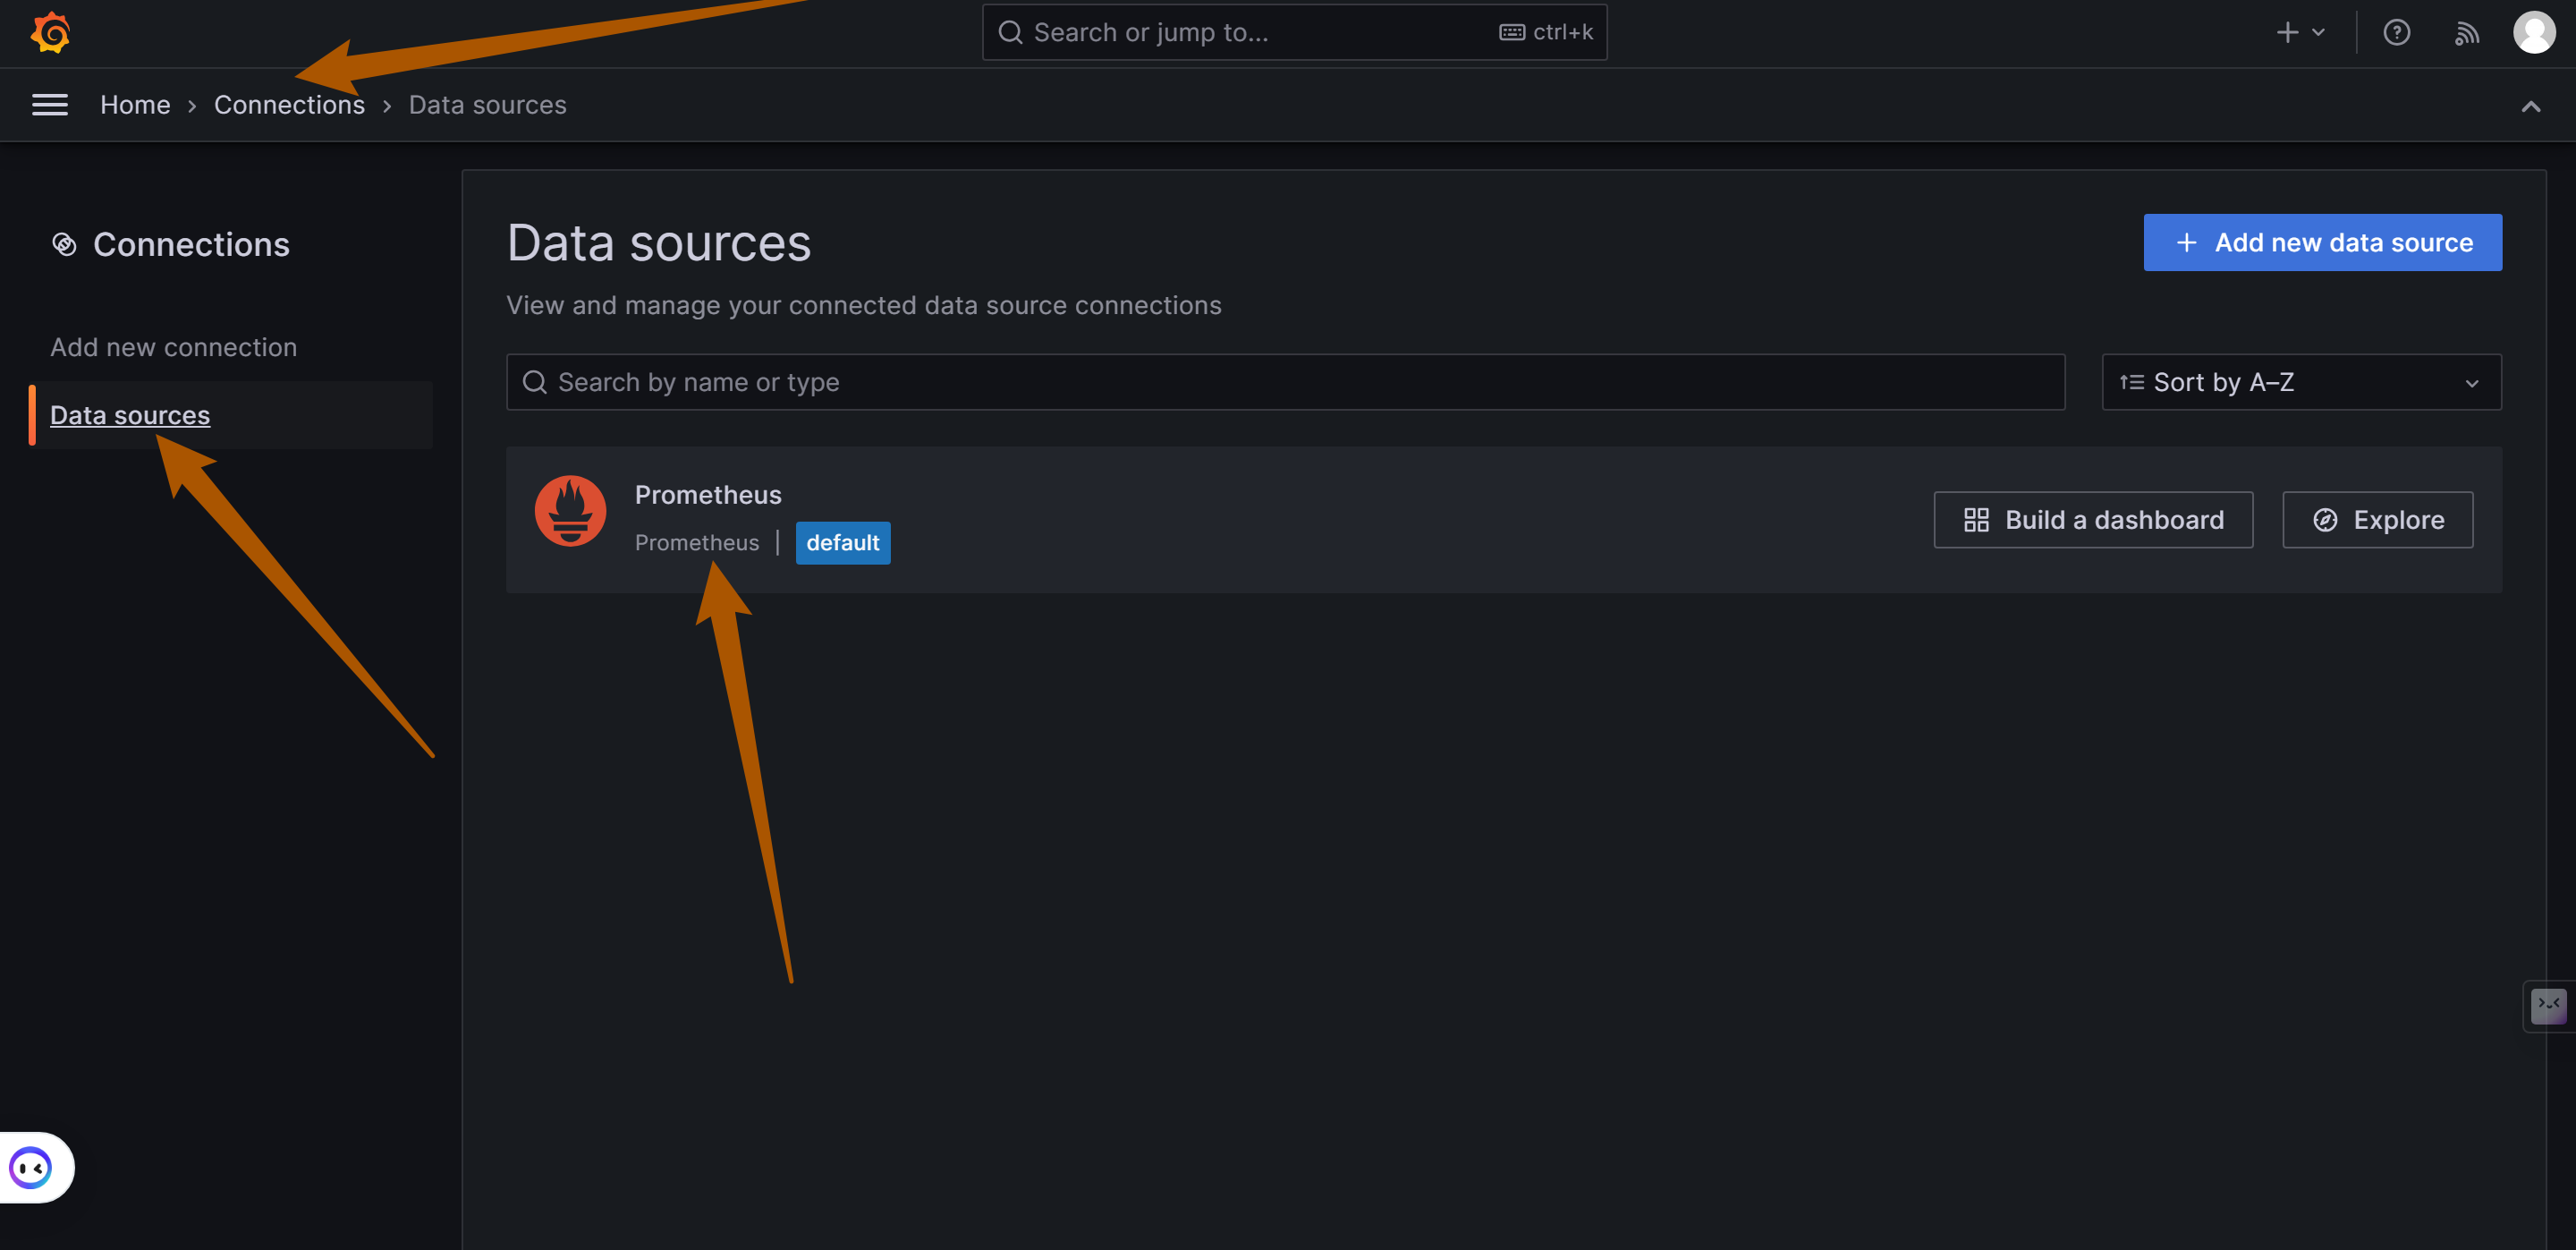 Search or jump to...
ctrl+k
Home
Connections
Data sources
Connections
Add new connection
Data sources
Data sources
Add new data source
View and manage your connected data source connections
Search by name or type
Sort by A–Z
Prometheus
Prometheus | default
Build a dashboard
Explore